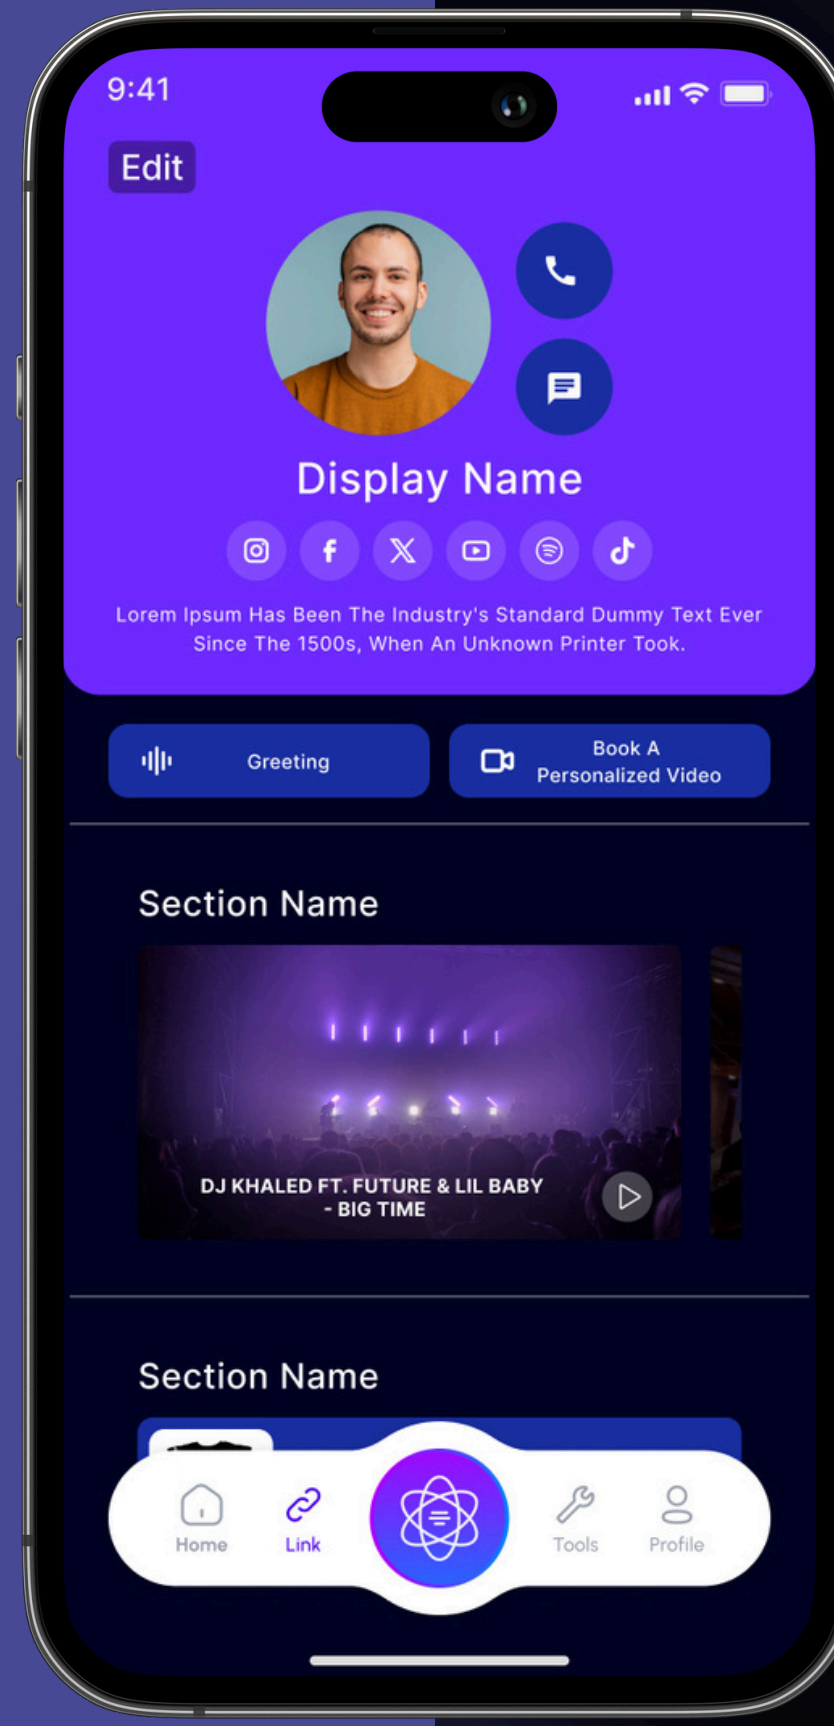 9:41
Edit
Display Name
Lorem Ipsum Has Been The Industry's Standard Dummy Text Ever
Since The 1500s, When An Unknown Printer Took.
Greeting
Book A
Personalized Video
Section Name
DJ KHALED FT. FUTURE & LIL BABY
- BIG TIME
Section Name
Home
Link
Tools
Profile